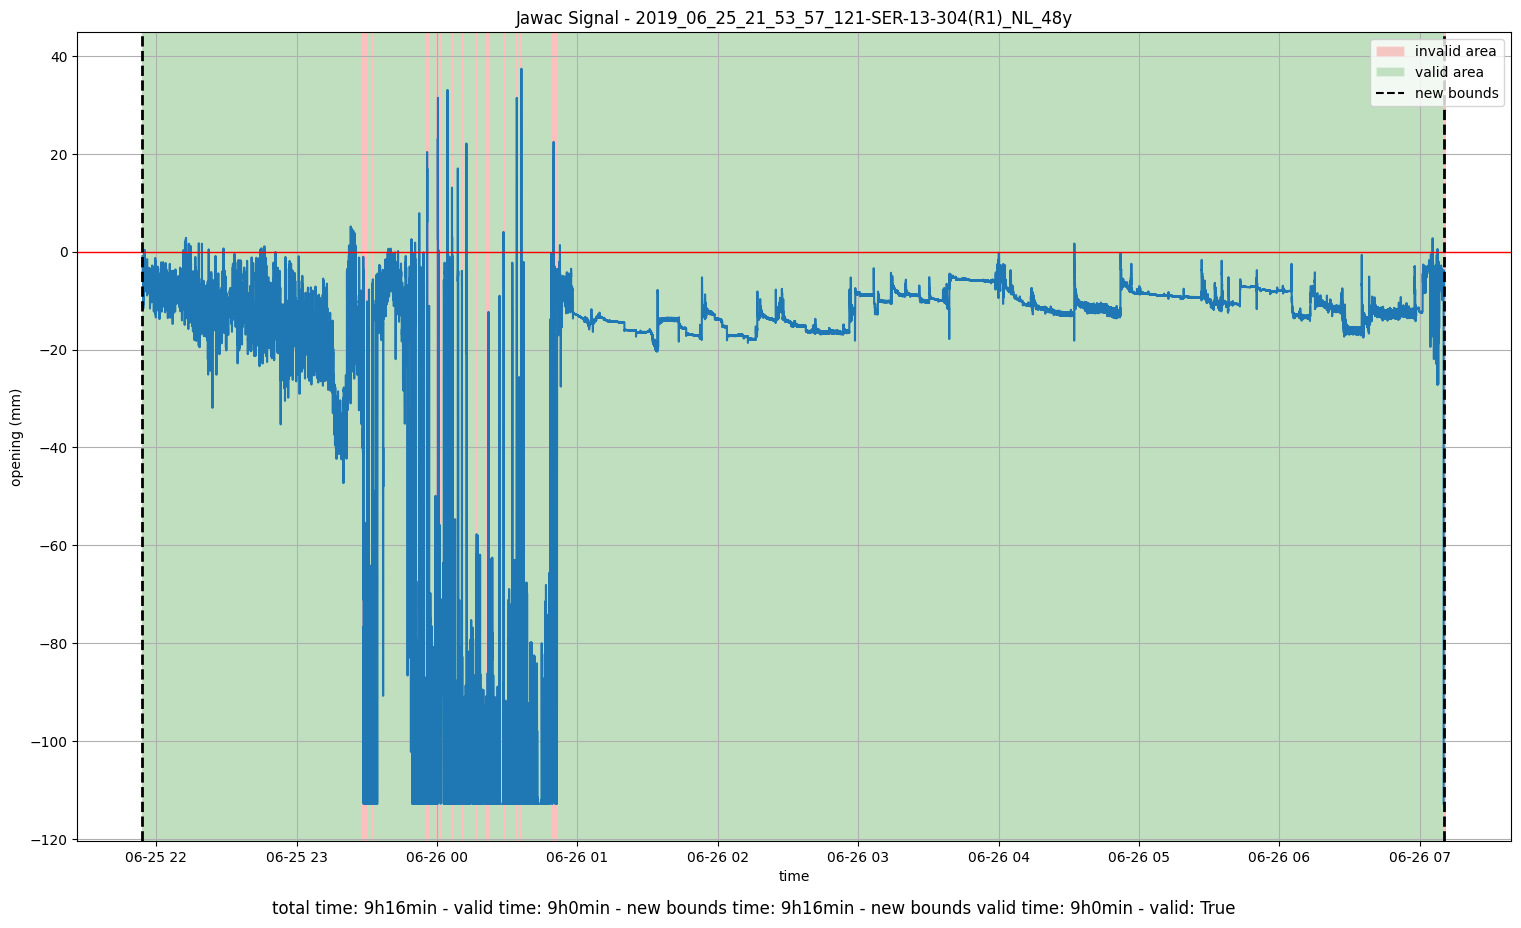 Jawac Signal - 2019_06_25_21_53_57_121-SER-13-304(R1)_NL_48y
invalid area
valid area
new bounds
40
20
0
−20
−40
−60
−80
−100
−120
opening (mm)
06-25 22 06-25 23 06-26 00 06-26 01 06-26 02 06-26 03 06-26 04 06-26 05 06-26 06 06-26 07
time
total time: 9h16min - valid time: 9h0min - new bounds time: 9h16min - new bounds valid time: 9h0min - valid: True